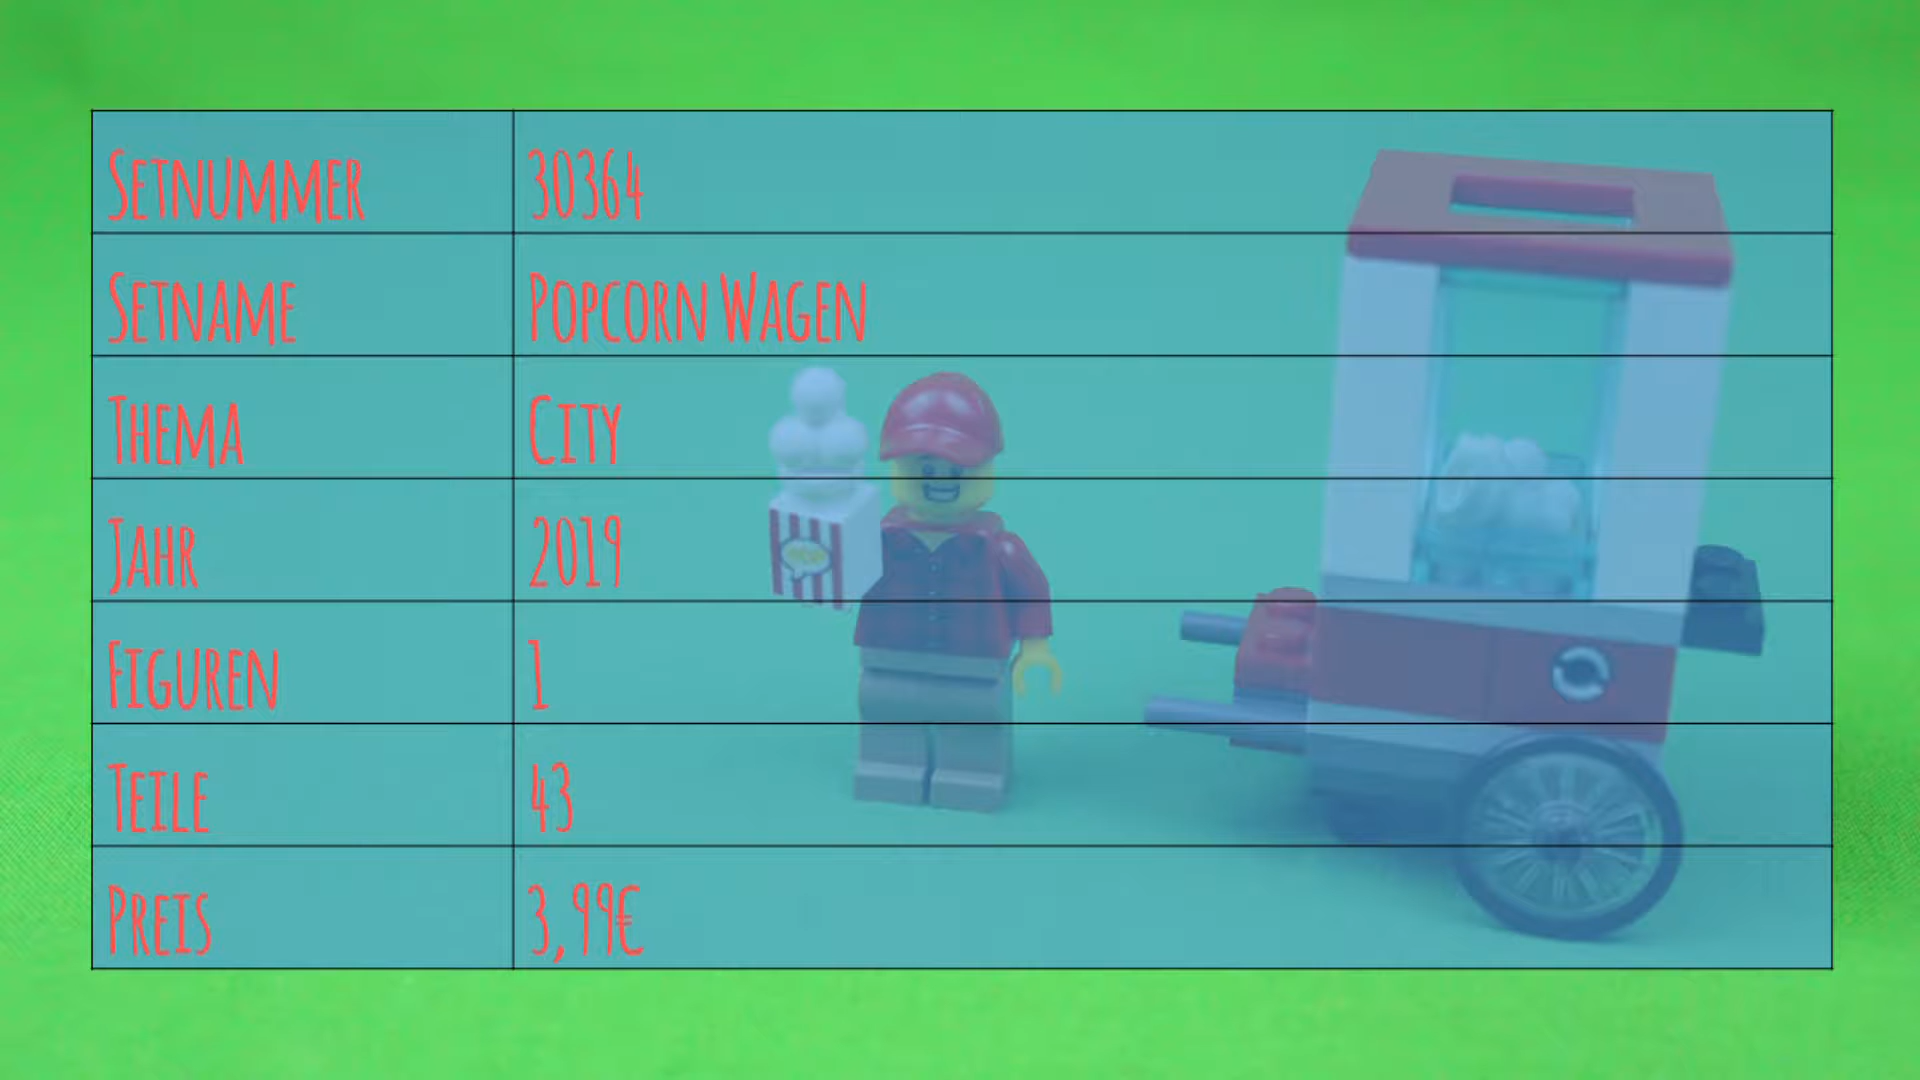 Setnummer 30364
Setname Popcorn Wagen
Thema City
Jahr 2019
Figuren 1
Teile 43
Preis 3,99€